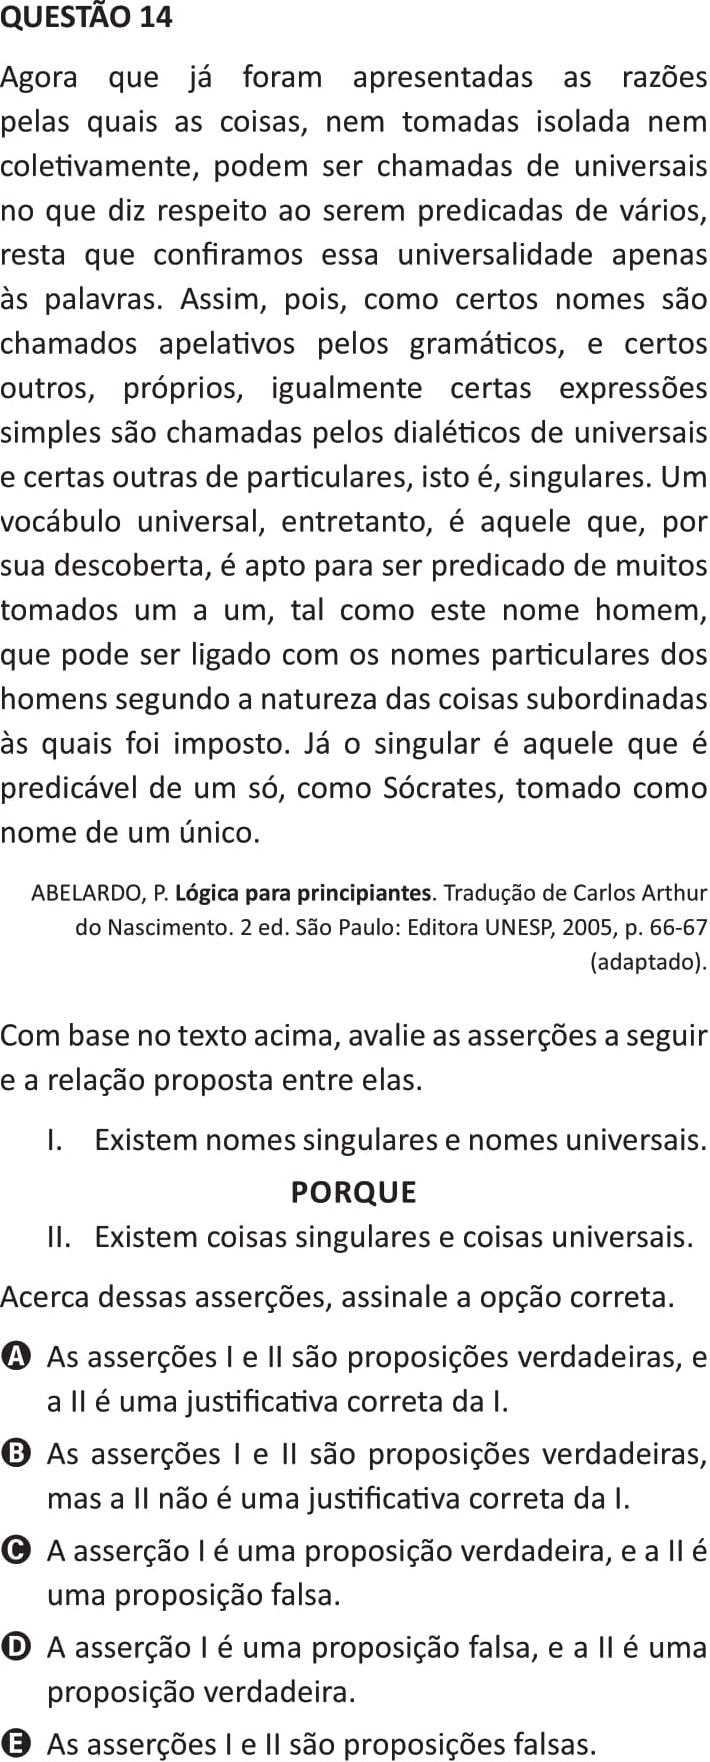 QUESTÃO 14
Agora que já foram apresentadas as razões
pelas quais as coisas, nem tomadas isolada nem
coletivamente, podem ser chamadas de universais
no que diz respeito ao serem predicadas de vários,
resta que confiramos essa universalidade apenas
às palavras. Assim, pois, como certos nomes são
chamados apelativos pelos gramáticos, e certos
outros, próprios, igualmente certas expressões
simples são chamadas pelos dialéticos de universais
e certas outras de particulares, isto é, singulares. Um
vocábulo universal, entretanto, é aquele que, por
sua descoberta, é apto para ser predicado de muitos
tomados um a um, tal como este nome homem,
que pode ser ligado com os nomes particulares dos
homens segundo a natureza das coisas subordinadas
às quais foi imposto. Já o singular é aquele que é
predicável de um só, como Sócrates, tomado como
nome de um único.
ABELARDO, P. Lógica para principiantes. Tradução de Carlos Arthur
do Nascimento. 2 ed. São Paulo: Editora UNESP, 2005, p. 66-67
(adaptado).
Com base no texto acima, avalie as asserções a seguir
e a relação proposta entre elas.
I. Existem nomes singulares e nomes universais.
PORQUE
II. Existem coisas singulares e coisas universais.
Acerca dessas asserções, assinale a opção correta.
A As asserções I e II são proposições verdadeiras, e
a II é uma justificativa correta da I.
B As asserções I e II são proposições verdadeiras,
mas a II não é uma justificativa correta da I.
C A asserção I é uma proposição verdadeira, e a II é
uma proposição falsa.
D A asserção I é uma proposição falsa, e a II é uma
proposição verdadeira.
E As asserções I e II são proposições falsas.